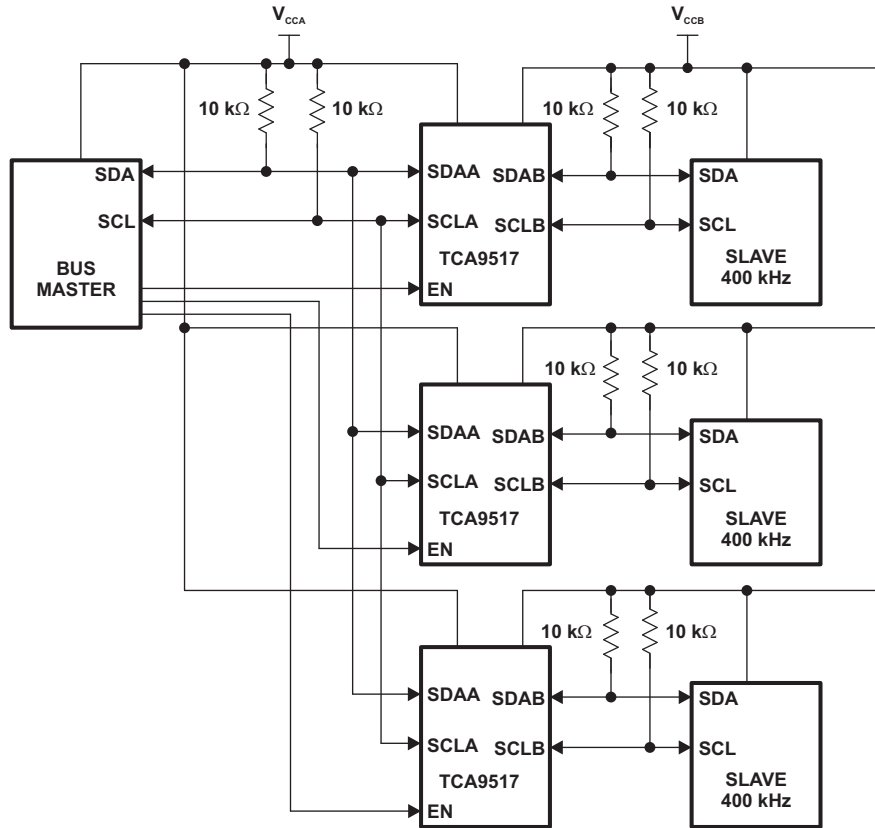 VCCA
VCCB
10 kΩ 10 kΩ 10 kΩ 10 kΩ
SDA
SCL
BUS
MASTER
SDAA SDAB
SCLA SCLB
TCA9517
EN
SDA
SCL
SLAVE
400 kHz
10 kΩ 10 kΩ
SDAA SDAB
SCLA SCLB
TCA9517
EN
SDA
SCL
SLAVE
400 kHz
10 kΩ 10 kΩ
SDAA SDAB
SCLA SCLB
TCA9517
EN
SDA
SCL
SLAVE
400 kHz